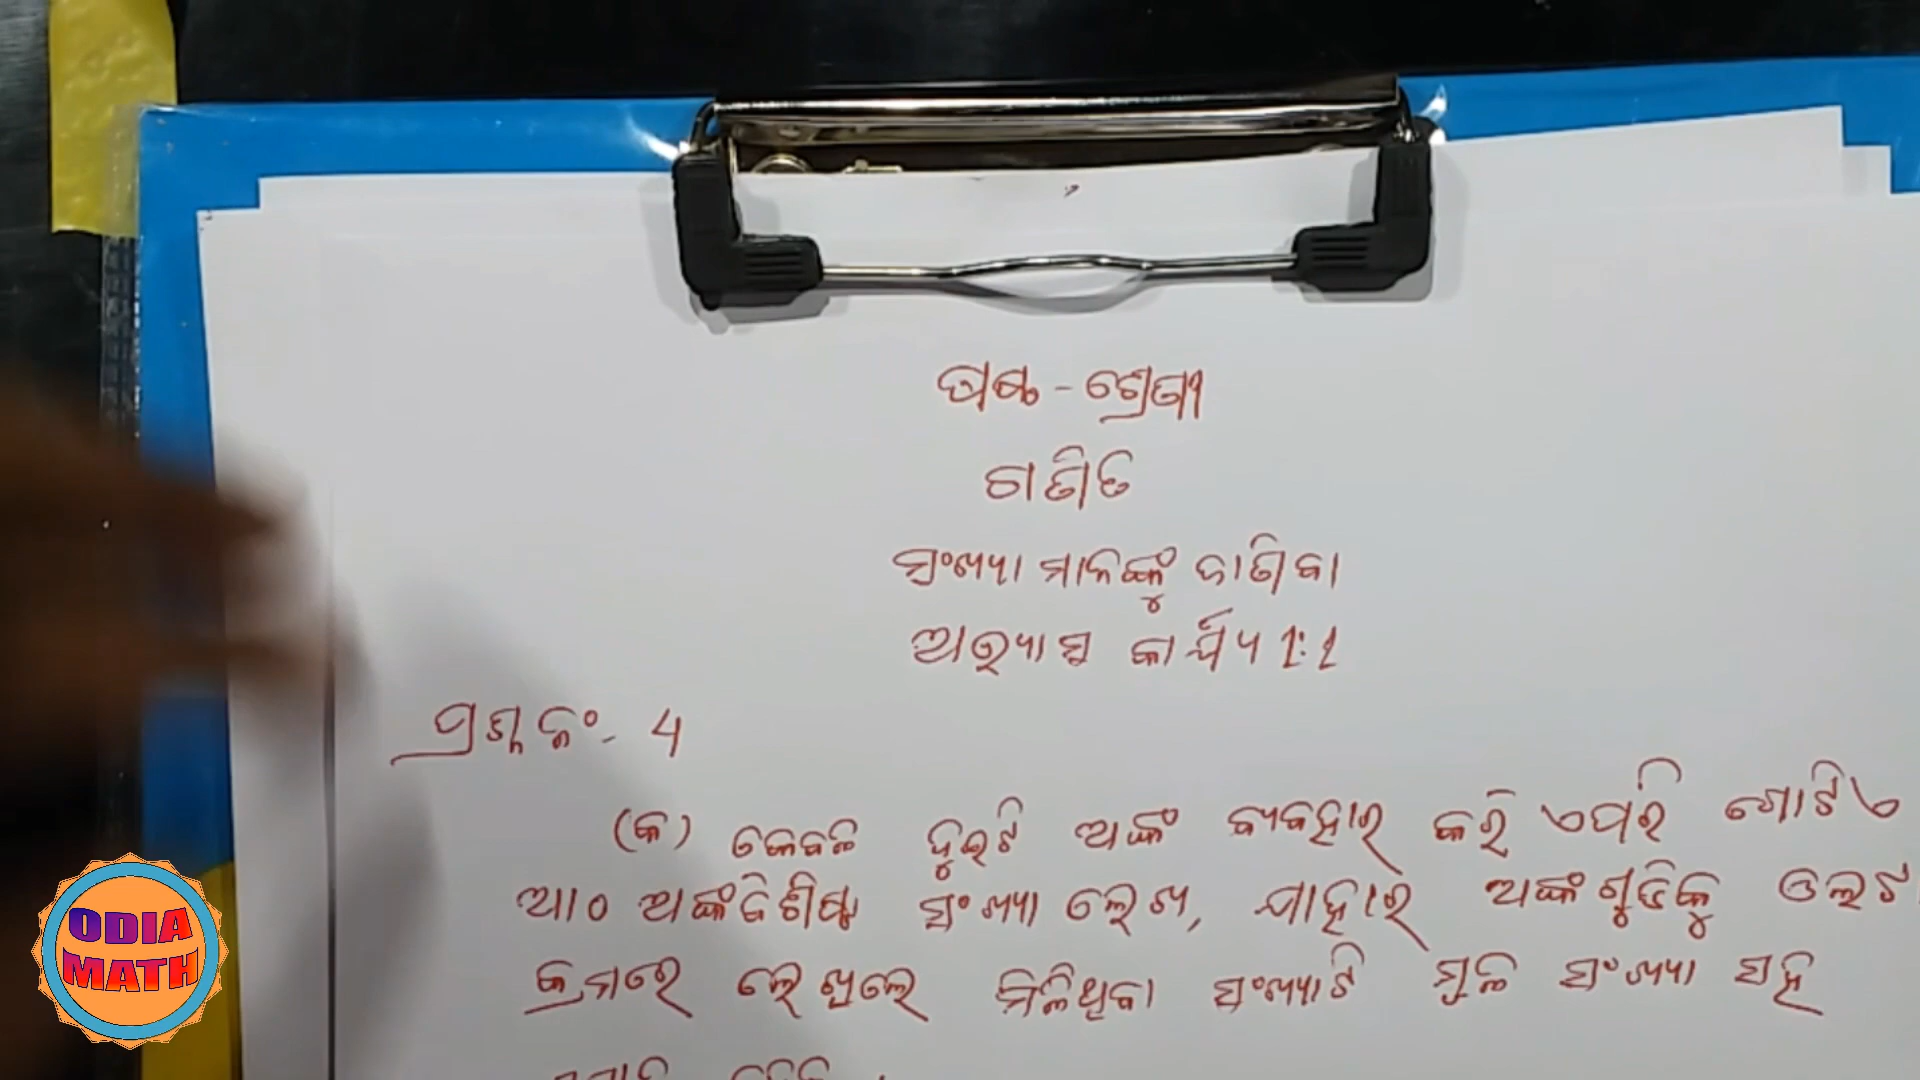 ଷଷ୍ଠ - ଶ୍ରେଣୀ
ଗଣିତ
ସଂଖ୍ୟା ମାନଙ୍କୁ ଜାଣିବା
ଅଭ୍ୟାସ କାର୍ଯ୍ୟ 1:1
ପ୍ରଶ୍ନ ନଂ. 4
(କ) କେବଳ ଦୁଇଟି ଅଙ୍କ ବ୍ୟବହାର କରି ଏପରି ଗୋଟିଏ
ଆଠ ଅଙ୍କବିଶିଷ୍ଟ ସଂଖ୍ୟା ଲେଖ, ଯାହାର ଅଙ୍କଗୁଡିକୁ ଓଲଟା
କ୍ରମରେ ଲେଖିଲେ ମିଳିଥିବା ସଂଖ୍ୟାଟି ମୂଳ ସଂଖ୍ୟା ସହି
ODIA
MATH